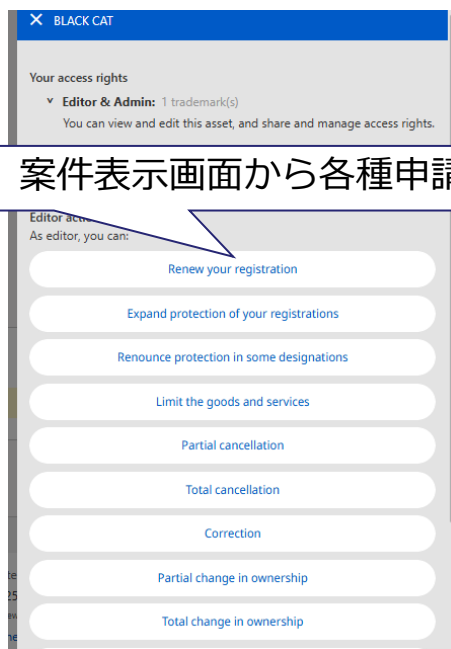 × BLACK CAT
Your access rights
Editor & Admin: 1 trademark(s)
You can view and edit this asset, and share and manage access rights.
案件表示画面から各種申請
Editor
As editor, you can:
Renew your registration
Expand protection of your registrations
Renounce protection in some designations
Limit the goods and services
Partial cancellation
Total cancellation
Correction
Partial change in ownership
Total change in ownership